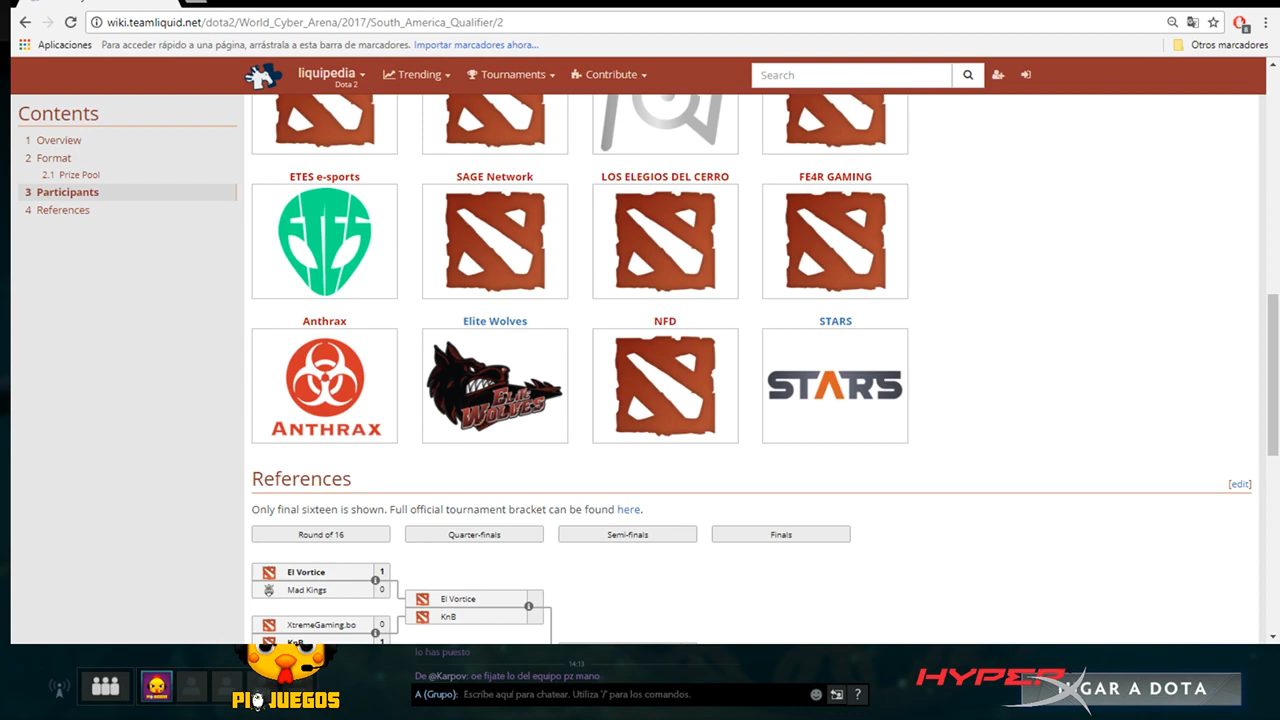 wiki.teamliquid.net/dota2/World_Cyber_Arena/2017/South_America_Qualifier/2
Aplicaciones Para acceder rápido a una página, arrástrala a esta barra de marcadores. Importar marcadores ahora... Otros marcadores
liquipedia Trending Tournaments Contribute Search
Dota 2
Contents
1 Overview
2 Format
2.1 Prize Pool
3 Participants
4 References
ETES e-sports SAGE Network LOS ELEGIOS DEL CERRO FE4R GAMING
ETES
Anthrax Elite Wolves NFD STARS
ANTHRAX ELITE WOLVES STARS
References [edit]
Only final sixteen is shown. Full official tournament bracket can be found here.
Round of 16 Quarter-finals Semi-finals Finals
El Vortice 1
Mad Kings 0
El Vortice
KnB
XtremeGaming.bo 0
KnB 1
lo has puesto
14:13
De @Karpov: oe fijate lo del equipo pz mano
A (Grupo): Escribe aquí para chatear. Utiliza '/' para los comandos. ?
PIOJUEGOS
HYPERX
JUGAR A DOTA